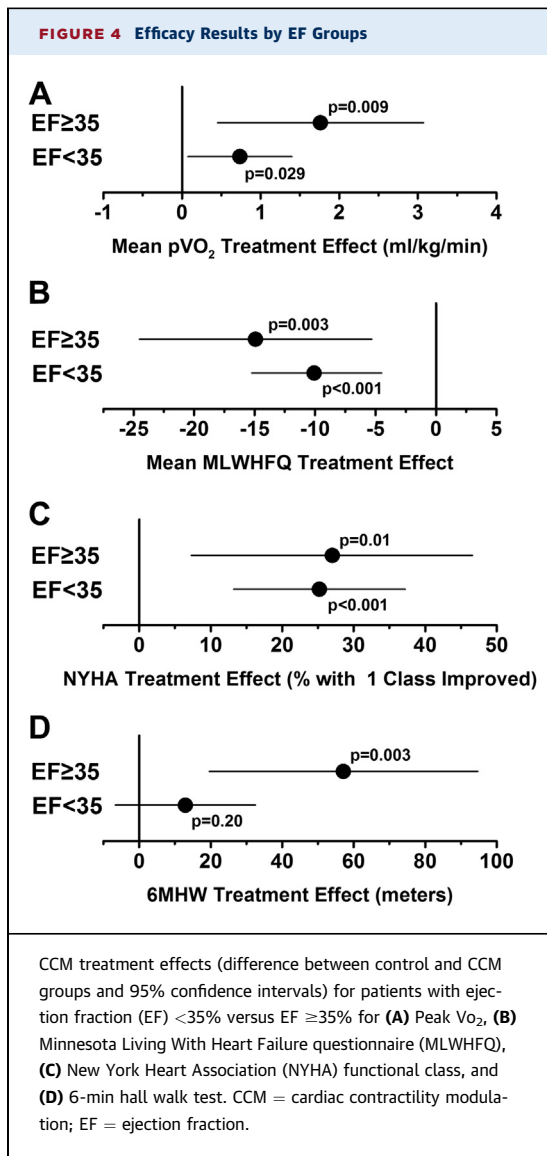 FIGURE 4 Efficacy Results by EF Groups
A
EF≥35
p=0.009
EF<35
p=0.029
-1 0 1 2 3 4
Mean pVO₂ Treatment Effect (ml/kg/min)
B
EF≥35
p=0.003
EF<35
p<0.001
-25 -20 -15 -10 -5 0 5
Mean MLWHFQ Treatment Effect
C
EF≥35
p=0.01
EF<35
p<0.001
0 10 20 30 40 50
NYHA Treatment Effect (% with 1 Class Improved)
D
EF≥35
p=0.003
EF<35
p=0.20
0 20 40 60 80 100
6MHW Treatment Effect (meters)
CCM treatment effects (difference between control and CCM
groups and 95% confidence intervals) for patients with ejec-
tion fraction (EF) <35% versus EF ≥35% for (A) Peak Vo₂, (B)
Minnesota Living With Heart Failure questionnaire (MLWHFQ),
(C) New York Heart Association (NYHA) functional class, and
(D) 6-min hall walk test. CCM = cardiac contractility modula-
tion; EF = ejection fraction.